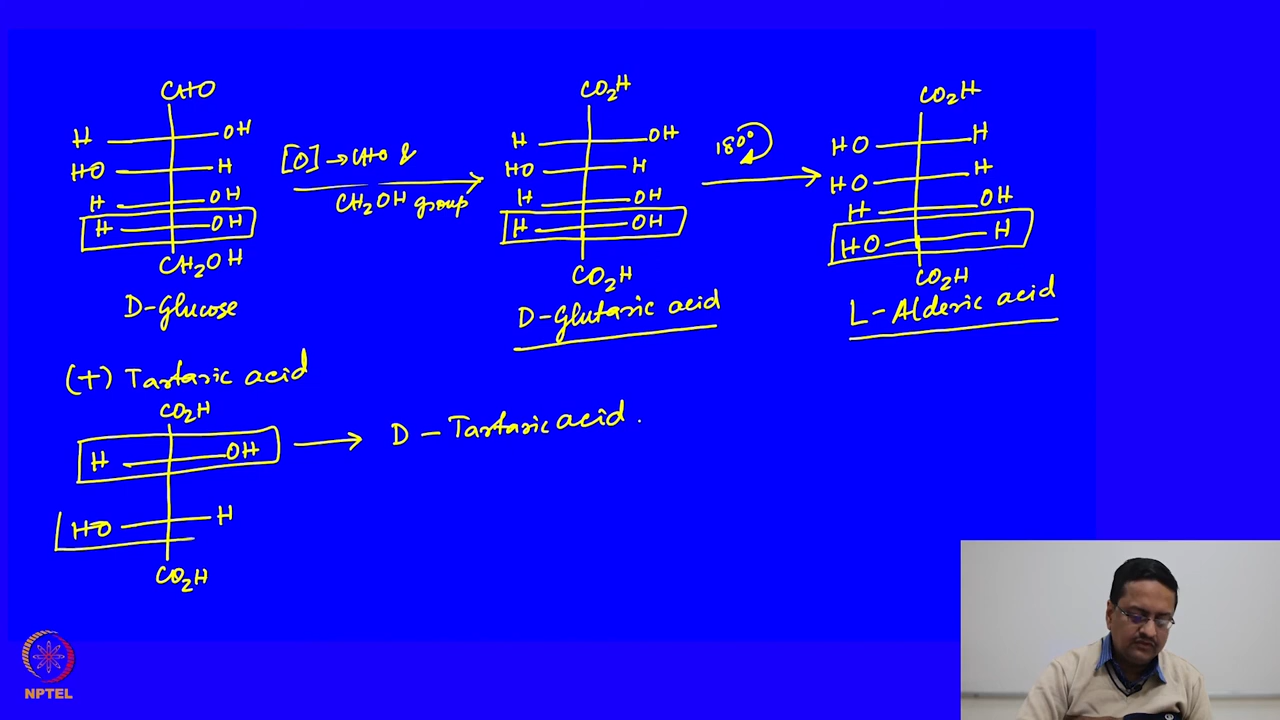 CHO
H OH
HO H
H OH
H OH
CH₂OH
D-Glucose
[O] → CHO &
CH₂OH group
CO₂H
H OH
HO H
H OH
H OH
CO₂H
D-Glutaric acid
180°
CO₂H
HO H
HO H
H OH
HO H
CO₂H
L-Alderic acid
(+) Tartaric acid
CO₂H
H OH
HO H
CO₂H
D - Tartaric acid.
NPTEL